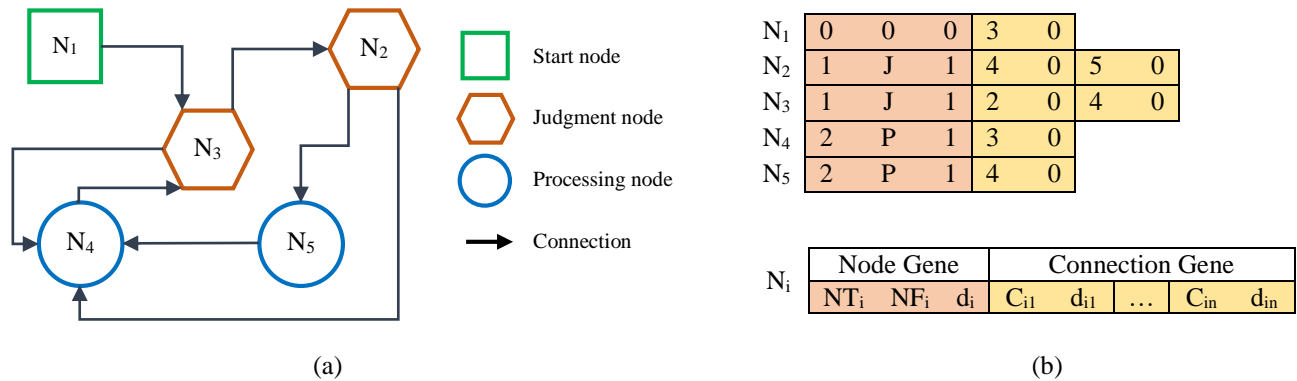 N1
N2
N3
N4
N5
Start node
Judgment node
Processing node
Connection
(a)
N1 0 0 0 3 0
N2 1 J 1 4 0 5 0
N3 1 J 1 2 0 4 0
N4 2 P 1 3 0
N5 2 P 1 4 0
Node Gene Connection Gene
Ni NTi NFi di Ci1 di1 … Cin din
(b)